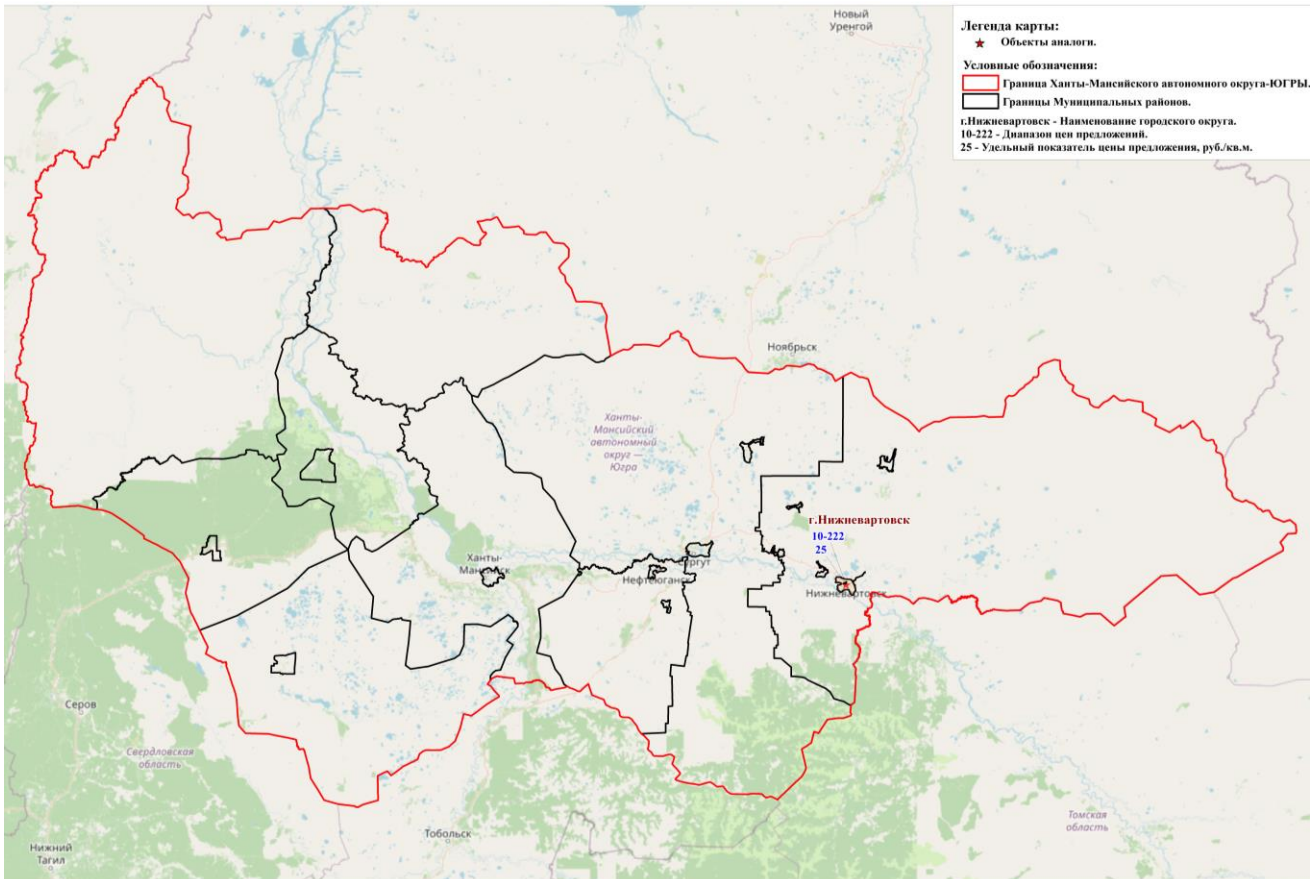 Новый
Уренгой
Легенда карты:
Объекты аналоги.
Условные обозначения:
Граница Ханты-Мансийского автономного округа-ЮГРЫ.
Границы Муниципальных районов.
г.Нижневартовск - Наименование городского округа.
10-222 - Диапазон цен предложений.
25 - Удельный показатель цены предложения, руб./кв.м.
Ноябрьск
Ханты-
Мансийский
автономный
округ —
Югра
г.Нижневартовск
10-222
25
Ханты-
Мансийск
Сургут
Нефтеюганск
Нижневартовск
Серов
Свердловская
область
Томская
область
Тобольск
Нижний
Тагил